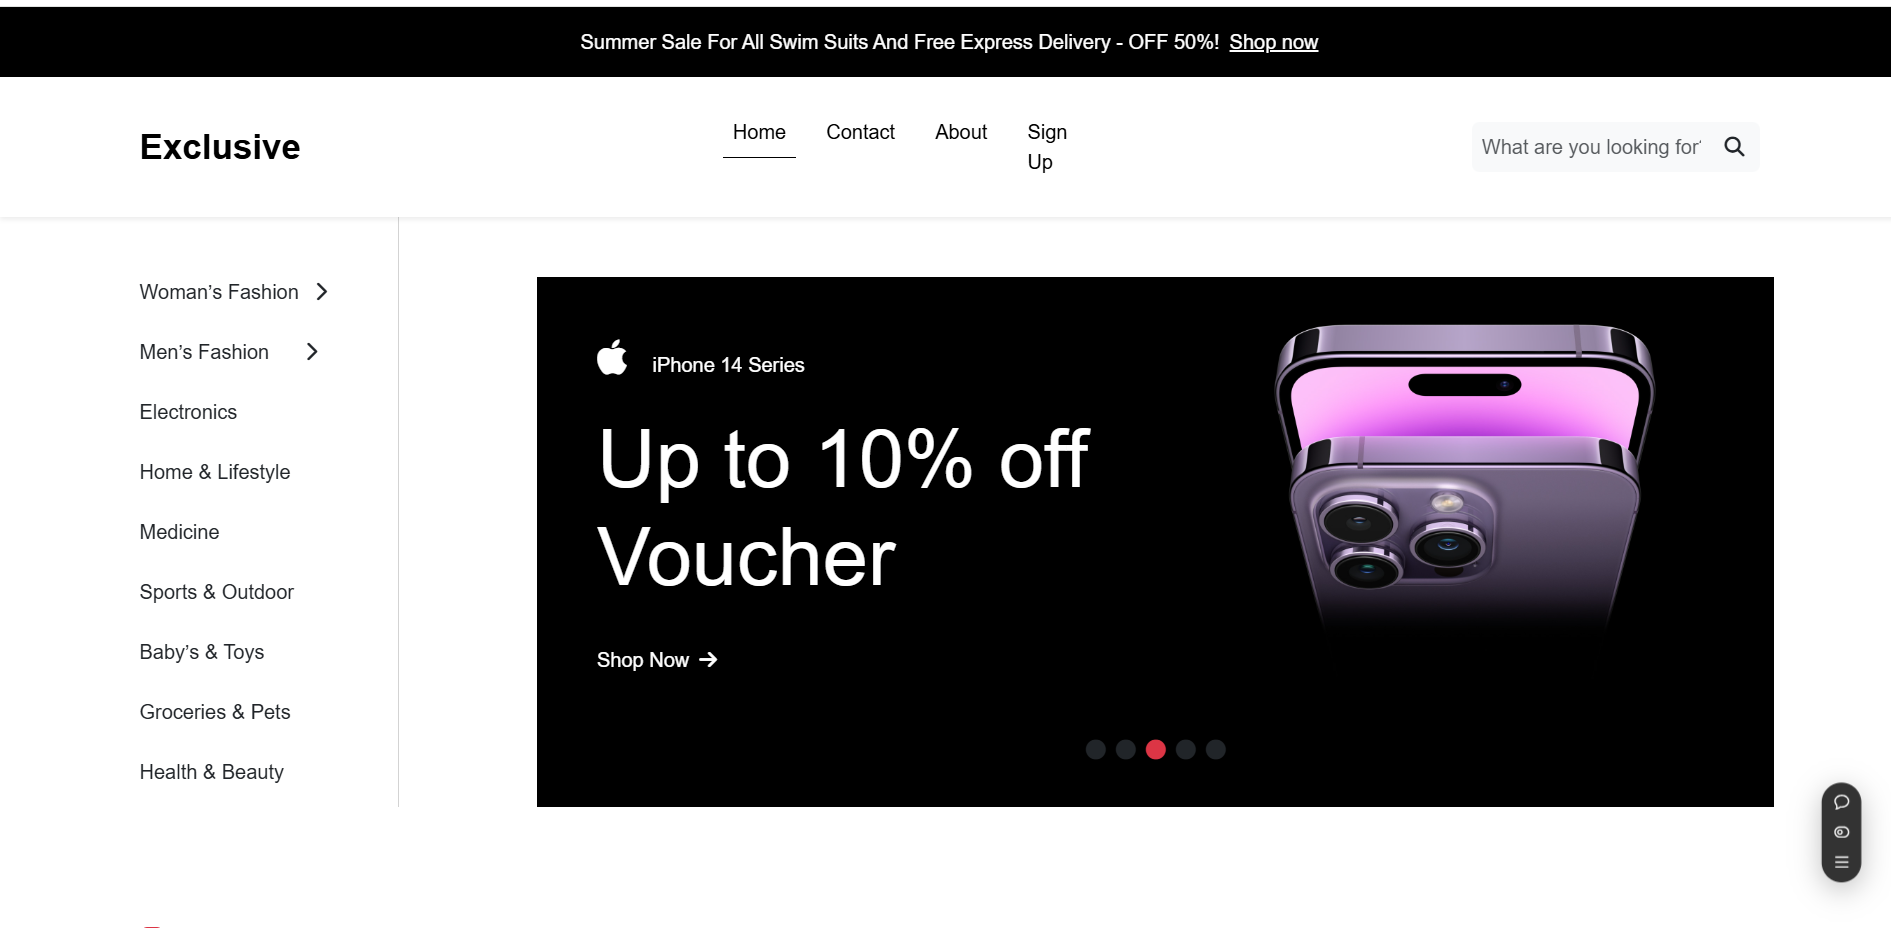 Summer Sale For All Swim Suits And Free Express Delivery - OFF 50%! Shop now
Exclusive
Home
Contact
About
Sign
Up
What are you looking for?
Woman’s Fashion
Men’s Fashion
Electronics
Home & Lifestyle
Medicine
Sports & Outdoor
Baby’s & Toys
Groceries & Pets
Health & Beauty
iPhone 14 Series
Up to 10% off
Voucher
Shop Now